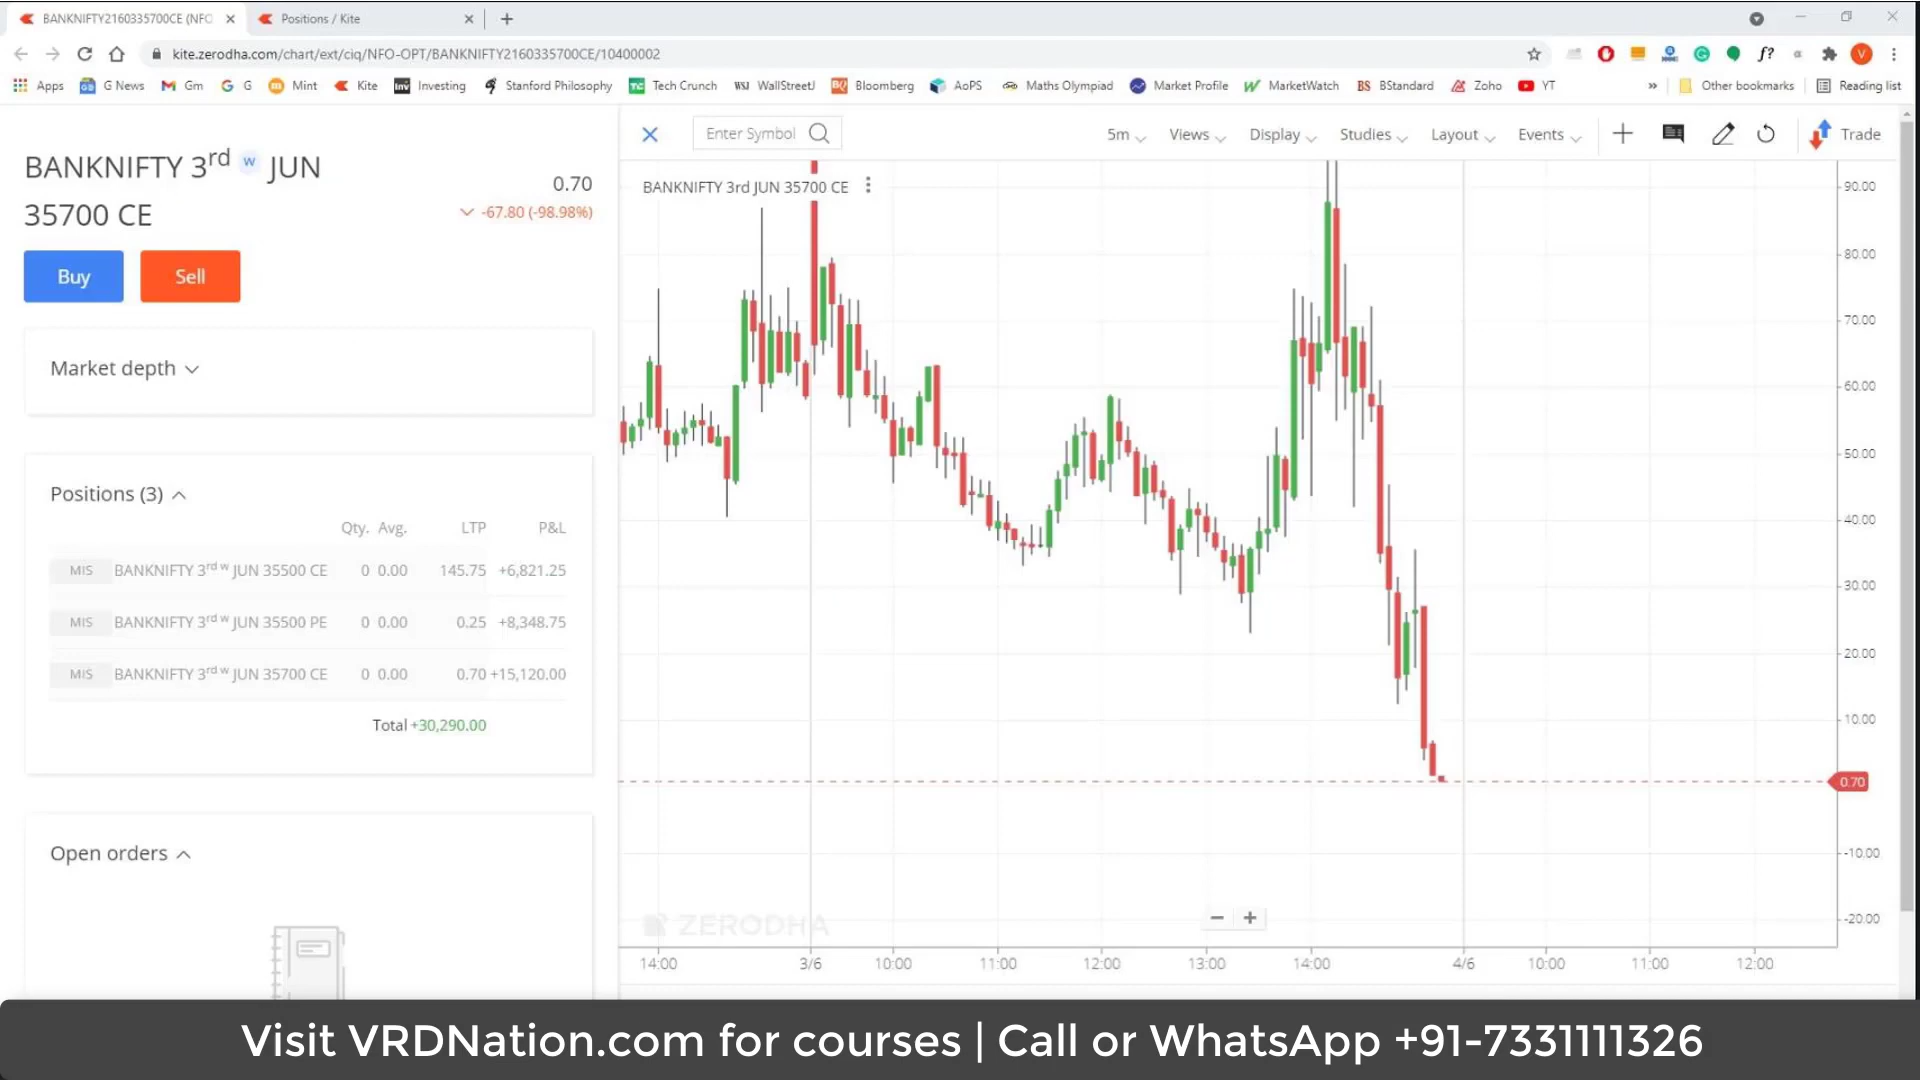 BANKNIFTY2160335700CE (NFO
Positions / Kite
kite.zerodha.com/chart/ext/ciq/NFO-OPT/BANKNIFTY2160335700CE/10400002
Apps G News Gm G Mint Kite Investing Stanford Philosophy Tech Crunch WallStreetJ Bloomberg AoPS Maths Olympiad Market Profile MarketWatch BStandard Zoho YT » Other bookmarks Reading list
BANKNIFTY 3rd w JUN
35700 CE
0.70
-67.80 (-98.98%)
Buy Sell
Market depth
Positions (3)
Qty. Avg. LTP P&L
MIS BANKNIFTY 3rd w JUN 35500 CE 0 0.00 145.75 +6,821.25
MIS BANKNIFTY 3rd w JUN 35500 PE 0 0.00 0.25 +8,348.75
MIS BANKNIFTY 3rd w JUN 35700 CE 0 0.00 0.70 +15,120.00
Total +30,290.00
Open orders
Enter Symbol 5m Views Display Studies Layout Events Trade
BANKNIFTY 3rd JUN 35700 CE
90.00
80.00
70.00
60.00
50.00
40.00
30.00
20.00
10.00
0.70
-10.00
-20.00
ZERODHA
14:00 3/6 10:00 11:00 12:00 13:00 14:00 4/6 10:00 11:00 12:00
Visit VRDNation.com for courses | Call or WhatsApp +91-7331111326